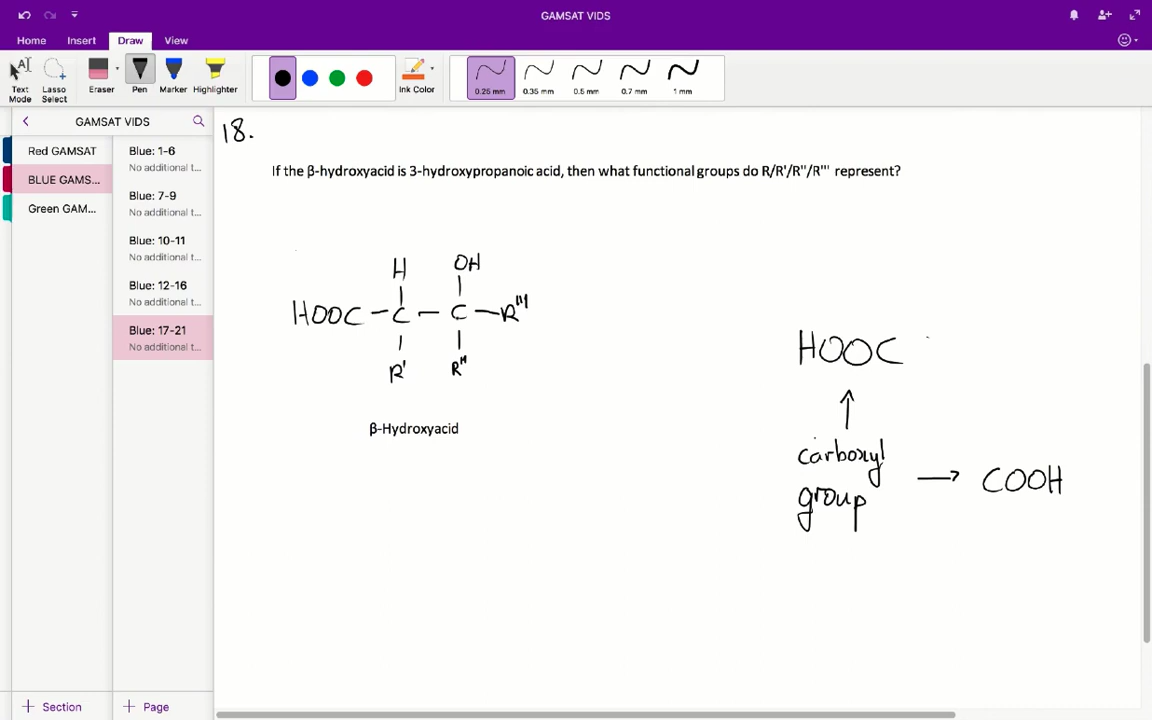 GAMSAT VIDS
Home Insert Draw View
Text Mode
Lasso Select
Eraser
Pen
Marker
Highlighter
Ink Color
0.25 mm
0.35 mm
0.5 mm
0.7 mm
1 mm
GAMSAT VIDS
Red GAMSAT
BLUE GAMS...
Green GAM...
Blue: 1-6
No additional t...
Blue: 7-9
No additional t...
Blue: 10-11
No additional t...
Blue: 12-16
No additional t...
Blue: 17-21
No additional t...
+ Section
+ Page
18.
If the β-hydroxyacid is 3-hydroxypropanoic acid, then what functional groups do R/R'/R''/R''' represent?
H OH
HOOC - C - C - R'''
R' R''
β-Hydroxyacid
HOOC
↑
carboxyl
group → COOH